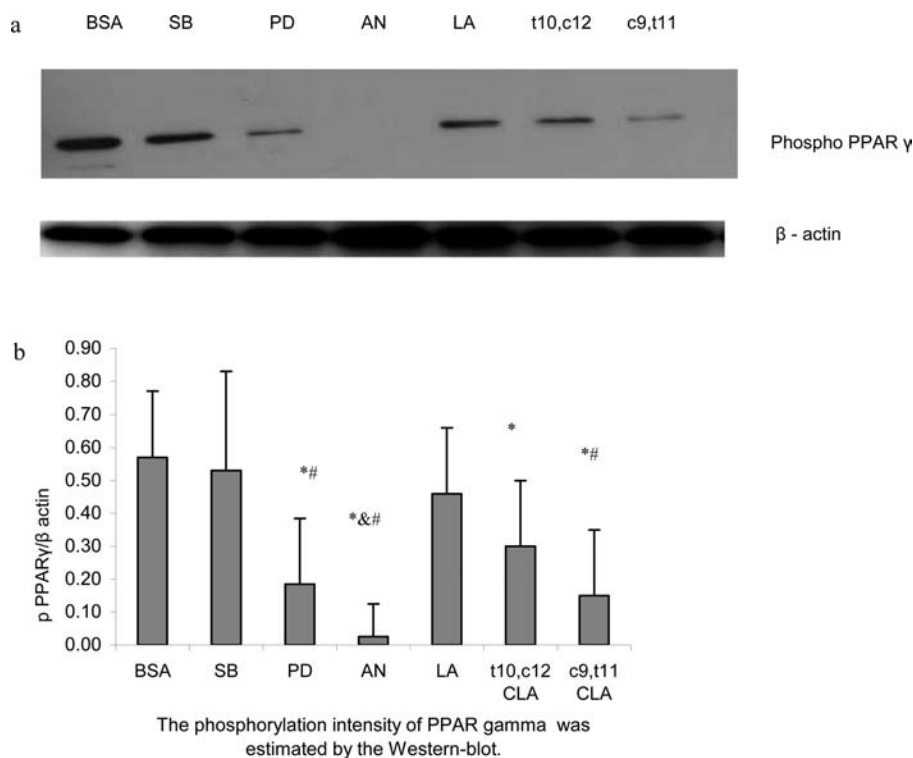 a
BSA SB PD AN LA t10,c12 c9,t11
Phospho PPAR γ
β - actin
b
p PPARγ/β actin
0.90
0.80
0.70
0.60
0.50
0.40
0.30
0.20
0.10
0.00
*#
*&#
*
*#
BSA SB PD AN LA t10,c12 c9,t11
CLA CLA
The phosphorylation intensity of PPAR gamma was
estimated by the Western-blot.